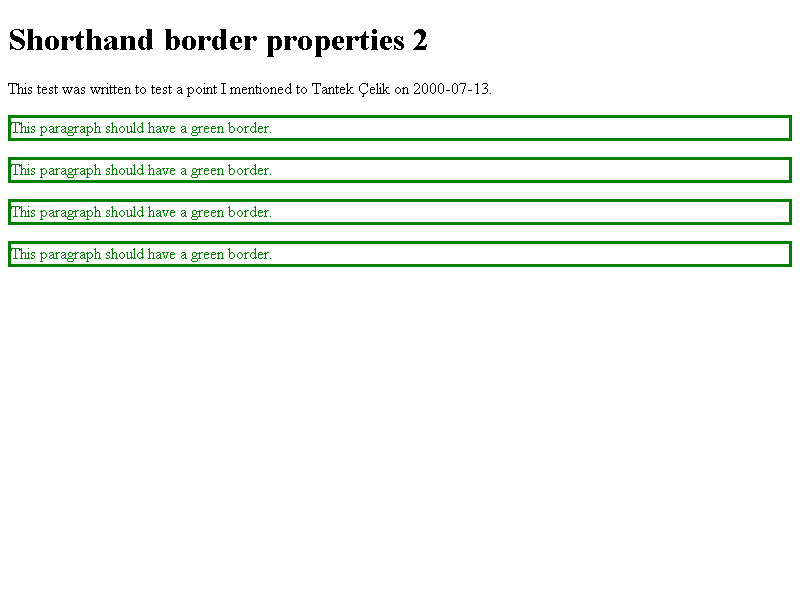 Shorthand border properties 2
This test was written to test a point I mentioned to Tantek Çelik on 2000-07-13.
This paragraph should have a green border.
This paragraph should have a green border.
This paragraph should have a green border.
This paragraph should have a green border.